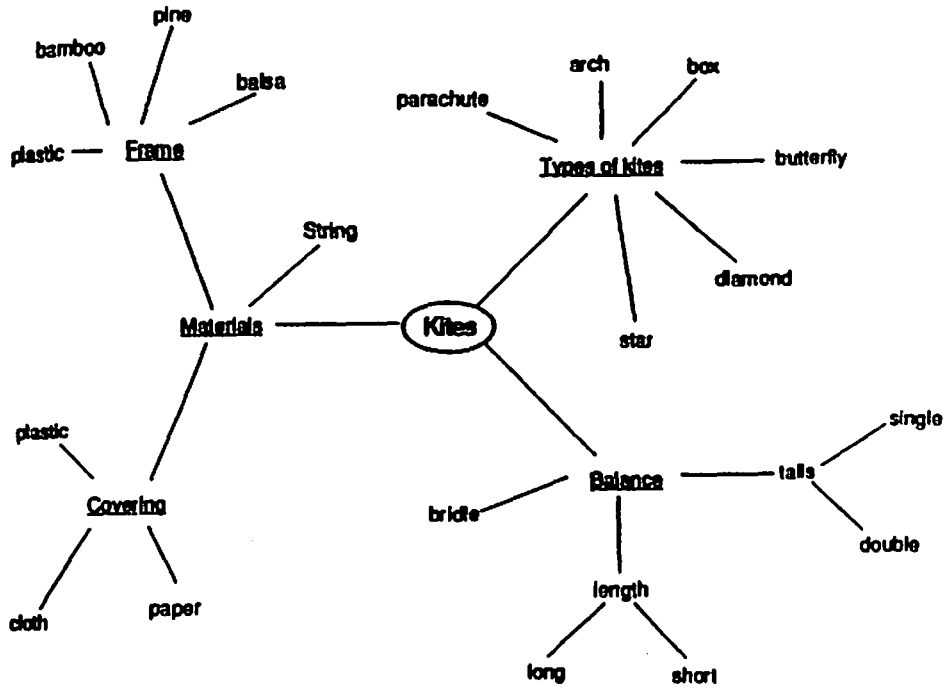 pine
bamboo
balsa
plastic
Frame
arch
box
parachute
Types of kites
butterfly
diamond
star
String
Materials
Kites
plastic
Covering
cloth
paper
Balance
bridle
tails
single
double
length
long
short